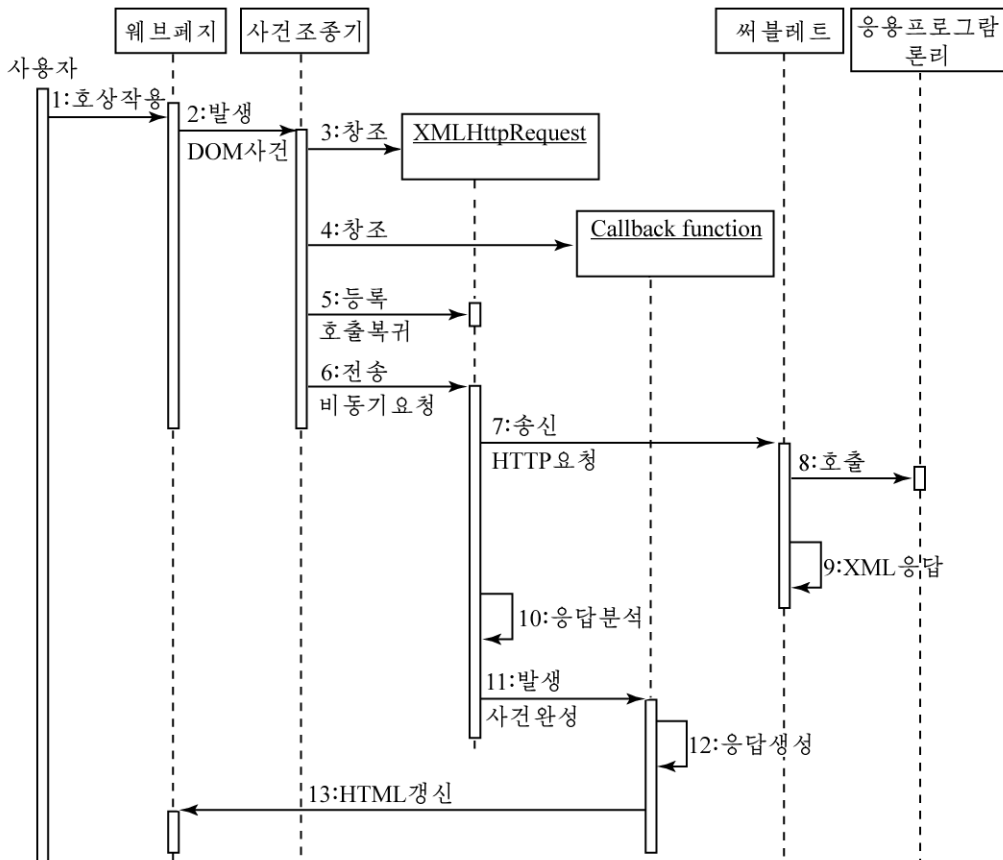 웨브페지
사건조종기
써블레트
응용프로그람
론리
사용자
1:호상작용
2:발생
DOM사건
3:창조
XMLHttpRequest
4:창조
Callback function
5:등록
호출복귀
6:전송
비동기요청
7:송신
HTTP요청
8:호출
9:XML응답
10:응답분석
11:발생
사건완성
12:응답생성
13:HTML갱신